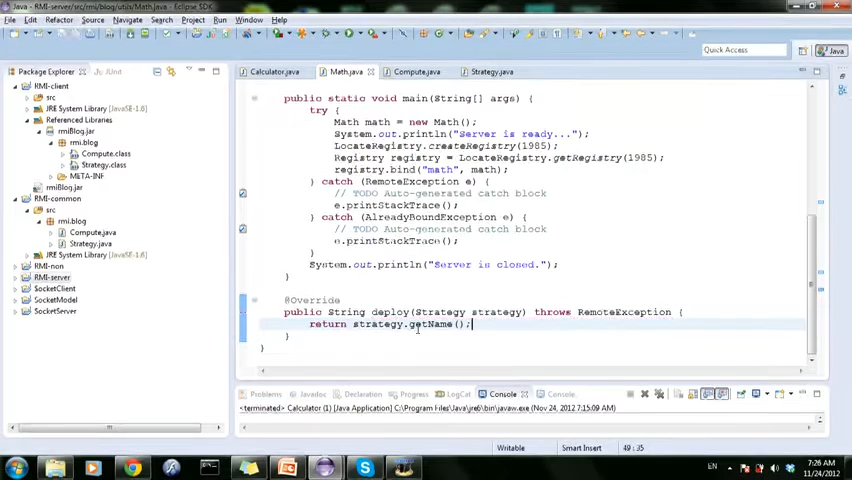 Java - RMI-server/src/rmi/blog/utils/Math.java - Eclipse SDK
File Edit Refactor Source Navigate Search Project Run Window Help
Quick Access
Java
Package Explorer
JUnit
Calculator.java
Math.java
Compute.java
Strategy.java
RMI-client
src
JRE System Library [JavaSE-1.6]
Referenced Libraries
rmiBlog.jar
rmi.blog
Compute.class
Strategy.class
META-INF
rmiBlog.jar
RMI-common
src
rmi.blog
Compute.java
Strategy.java
JRE System Library [JavaSE-1.6]
RMI-non
RMI-server
SocketClient
SocketModel
SocketServer
public static void main(String[] args) {
try {
Math math = new Math();
System.out.println("Server is ready...");
LocateRegistry.createRegistry(1985);
Registry registry = LocateRegistry.getRegistry(1985);
registry.bind("math", math);
} catch (RemoteException e) {
// TODO Auto-generated catch block
e.printStackTrace();
} catch (AlreadyBoundException e) {
// TODO Auto-generated catch block
e.printStackTrace();
}
System.out.println("Server is closed.");
}
@Override
public String deploy(Strategy strategy) throws RemoteException {
return strategy.getName();
}
}
Problems
Javadoc
Declaration
Progress
LogCat
Console
Console
<terminated> Calculator [Java Application] C:\Program Files\Java\jre6\bin\javaw.exe (Nov 24, 2012 7:15:09 AM)
Writable
Smart Insert
49 : 35
EN
7:26 AM
11/24/2012